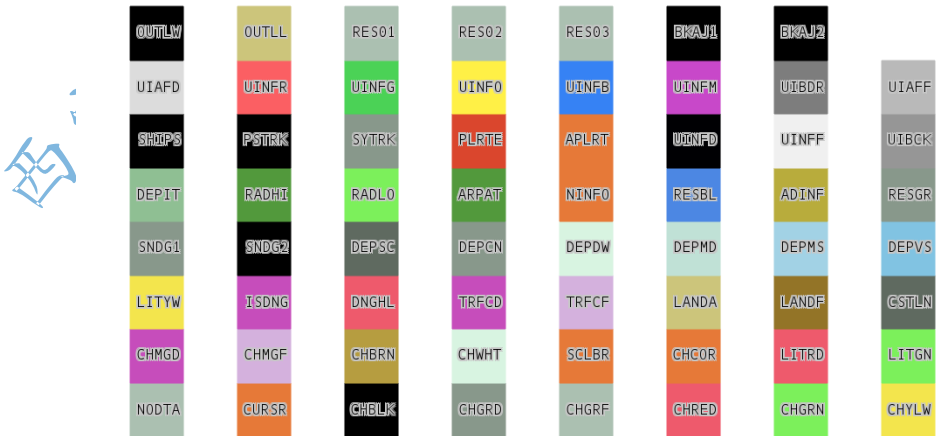 OUTLW OUTLL RES01 RES02 RES03 BKAJ1 BKAJ2
UIAFD UINFR UINFG UINFO UINFB UINFM UIBDR UIAFF
SHIPS PSTRK SYTRK PLRTE APLRT UINFD UINFF UIBCK
DEPIT RADHI RADLO ARPAT NINFO RESBL ADINF RESGR
SNDG1 SNDG2 DEPSC DEPCN DEPDW DEPMD DEPMS DEPVS
LITYW ISDNG DNGHL TRFCD TRFCF LANDA LANDF CSTLN
CHMGD CHMGF CHBRN CHWHT SCLBR CHCOR LITRD LITGN
NODTA CURSR CHBLK CHGRD CHGRF CHRED CHGRN CHYLW